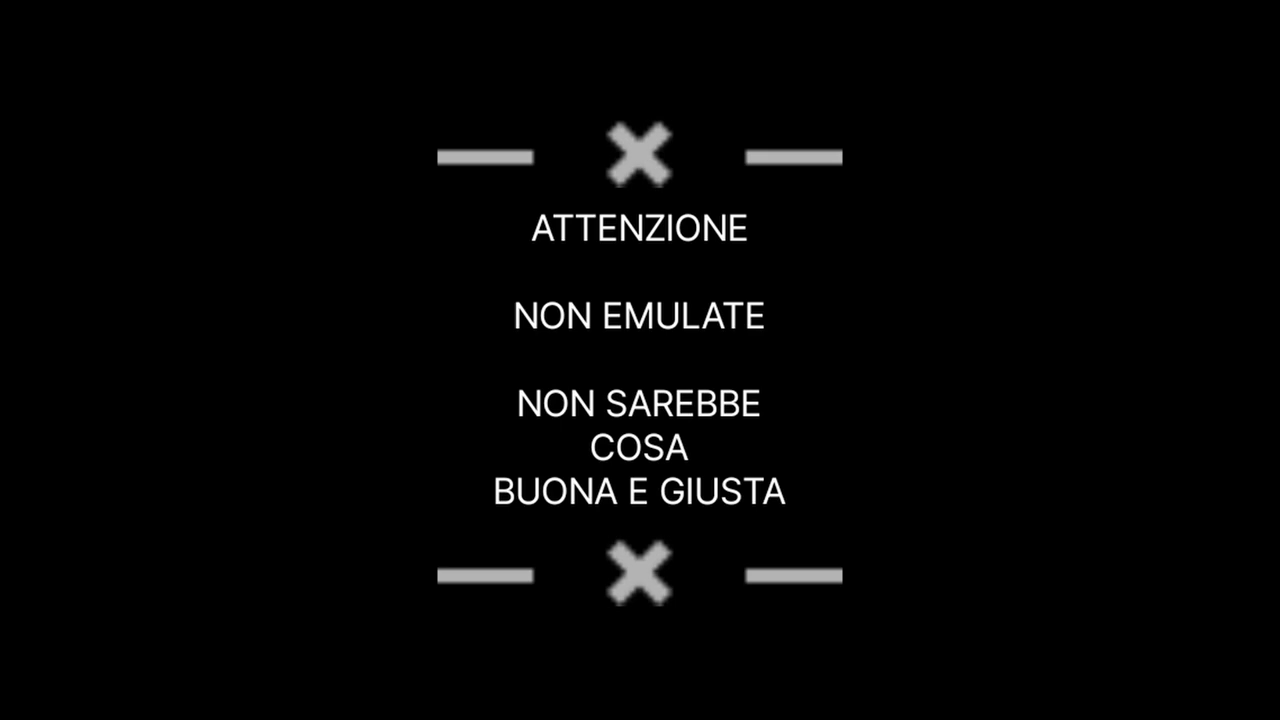 ATTENZIONE
NON EMULATE
NON SAREBBE
COSA
BUONA E GIUSTA